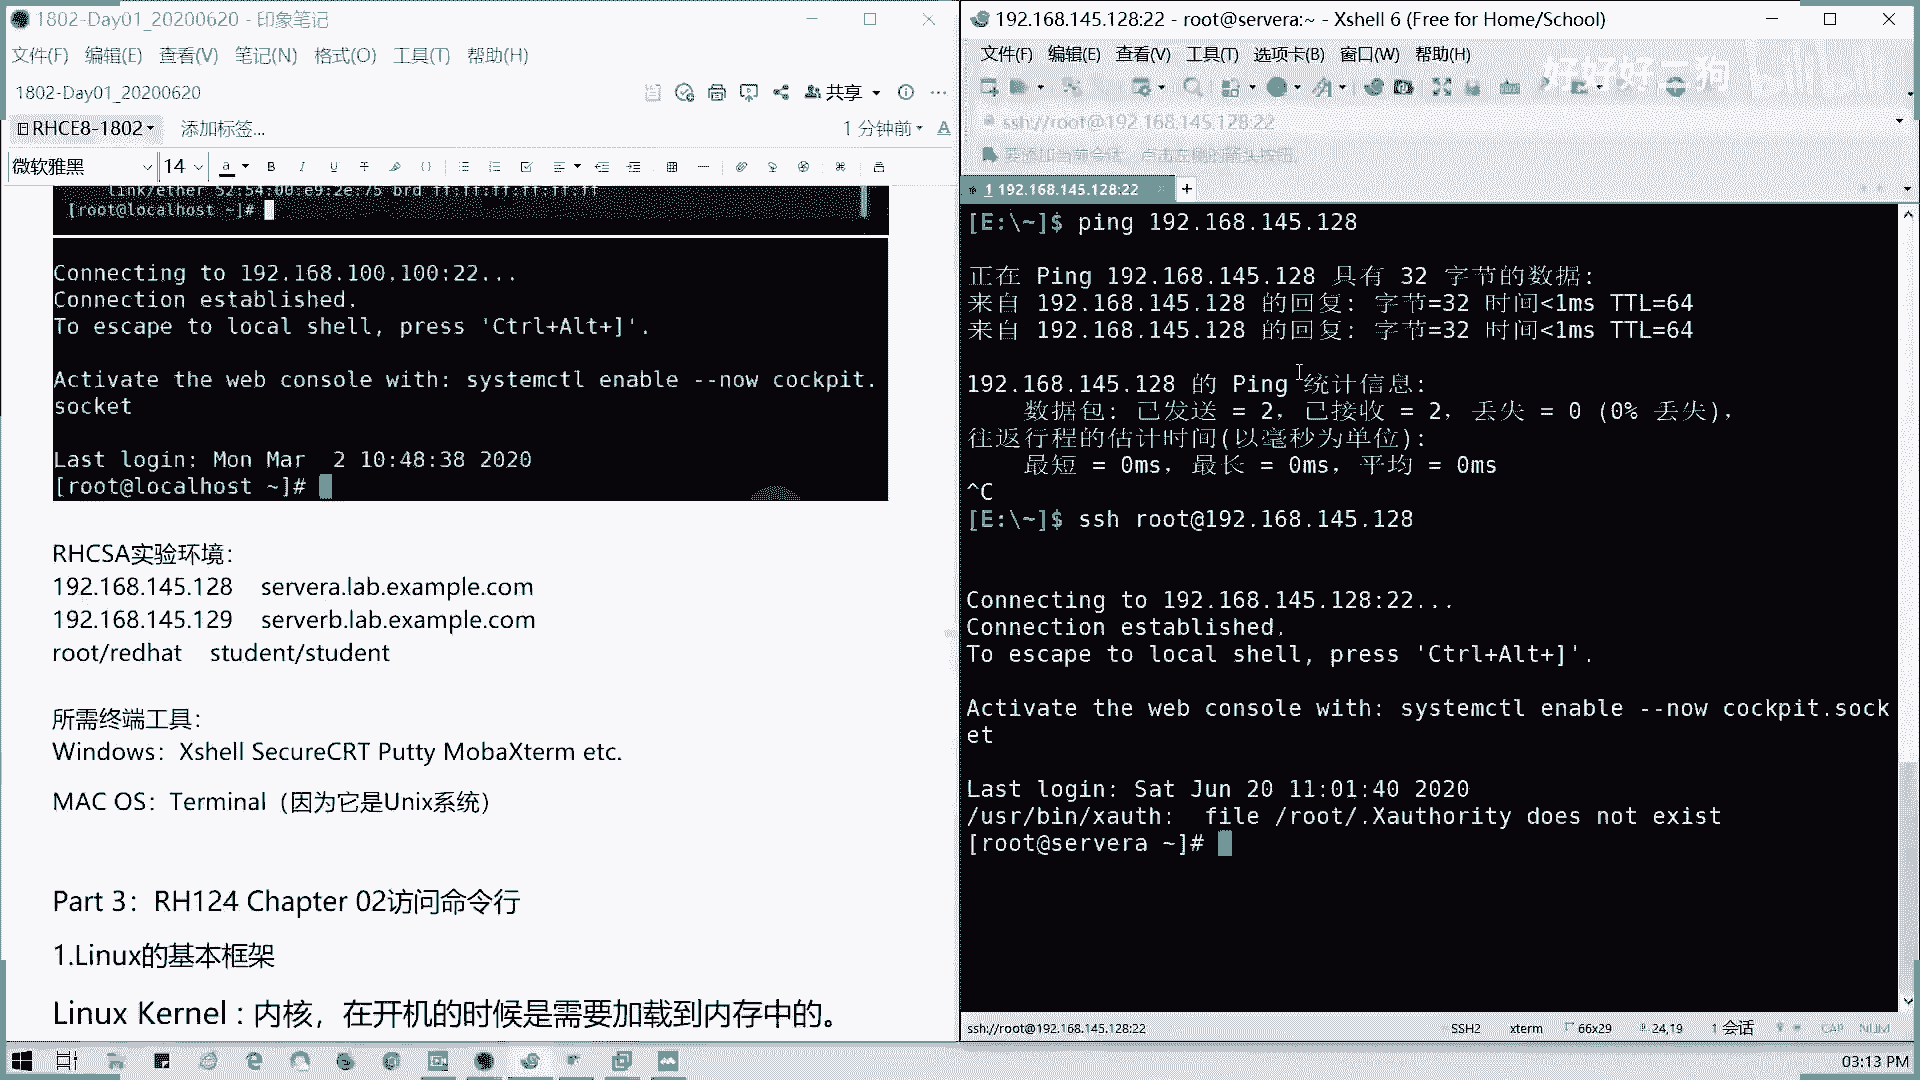 1802-Day01_20200620 - 印象笔记
文件(F) 编辑(E) 查看(V) 笔记(N) 格式(O) 工具(T) 帮助(H)
1802-Day01_20200620
共享
RHCE8-1802 添加标签...
1 分钟前
微软雅黑 14
link/ether 52:54:00:e9:2e:75 brd ff:ff:ff:ff:ff:ff
[root@localhost ~]#
Connecting to 192.168.100.100:22...
Connection established.
To escape to local shell, press 'Ctrl+Alt+]'.
Activate the web console with: systemctl enable --now cockpit.
socket
Last login: Mon Mar  2 10:48:38 2020
[root@localhost ~]#
RHCSA实验环境：
192.168.145.128 servera.lab.example.com
192.168.145.129 serverb.lab.example.com
root/redhat student/student
所需终端工具：
Windows：Xshell SecureCRT Putty MobaXterm etc.
MAC OS：Terminal（因为它是Unix系统）
Part 3：RH124 Chapter 02访问命令行
1.Linux的基本框架
Linux Kernel : 内核，在开机的时候是需要加载到内存中的。
192.168.145.128:22 - root@servera:~ - Xshell 6 (Free for Home/School)
文件(F) 编辑(E) 查看(V) 工具(T) 选项卡(B) 窗口(W) 帮助(H)
好好好二狗
ssh://root@192.168.145.128:22
要添加当前会话，点击左侧的箭头按钮。
1 192.168.145.128:22
[E:\~]$ ping 192.168.145.128
正在 Ping 192.168.145.128 具有 32 字节的数据:
来自 192.168.145.128 的回复: 字节=32 时间<1ms TTL=64
来自 192.168.145.128 的回复: 字节=32 时间<1ms TTL=64
192.168.145.128 的 Ping 统计信息:
数据包: 已发送 = 2，已接收 = 2，丢失 = 0 (0% 丢失)，
往返行程的估计时间(以毫秒为单位):
最短 = 0ms，最长 = 0ms，平均 = 0ms
^C
[E:\~]$ ssh root@192.168.145.128
Connecting to 192.168.145.128:22...
Connection established.
To escape to local shell, press 'Ctrl+Alt+]'.
Activate the web console with: systemctl enable --now cockpit.sock
et
Last login: Sat Jun 20 11:01:40 2020
/usr/bin/xauth:  file /root/.Xauthority does not exist
[root@servera ~]#
ssh://root@192.168.145.128:22 SSH2 xterm 66x29 24,19 1 会话 CAP NUM
03:13 PM